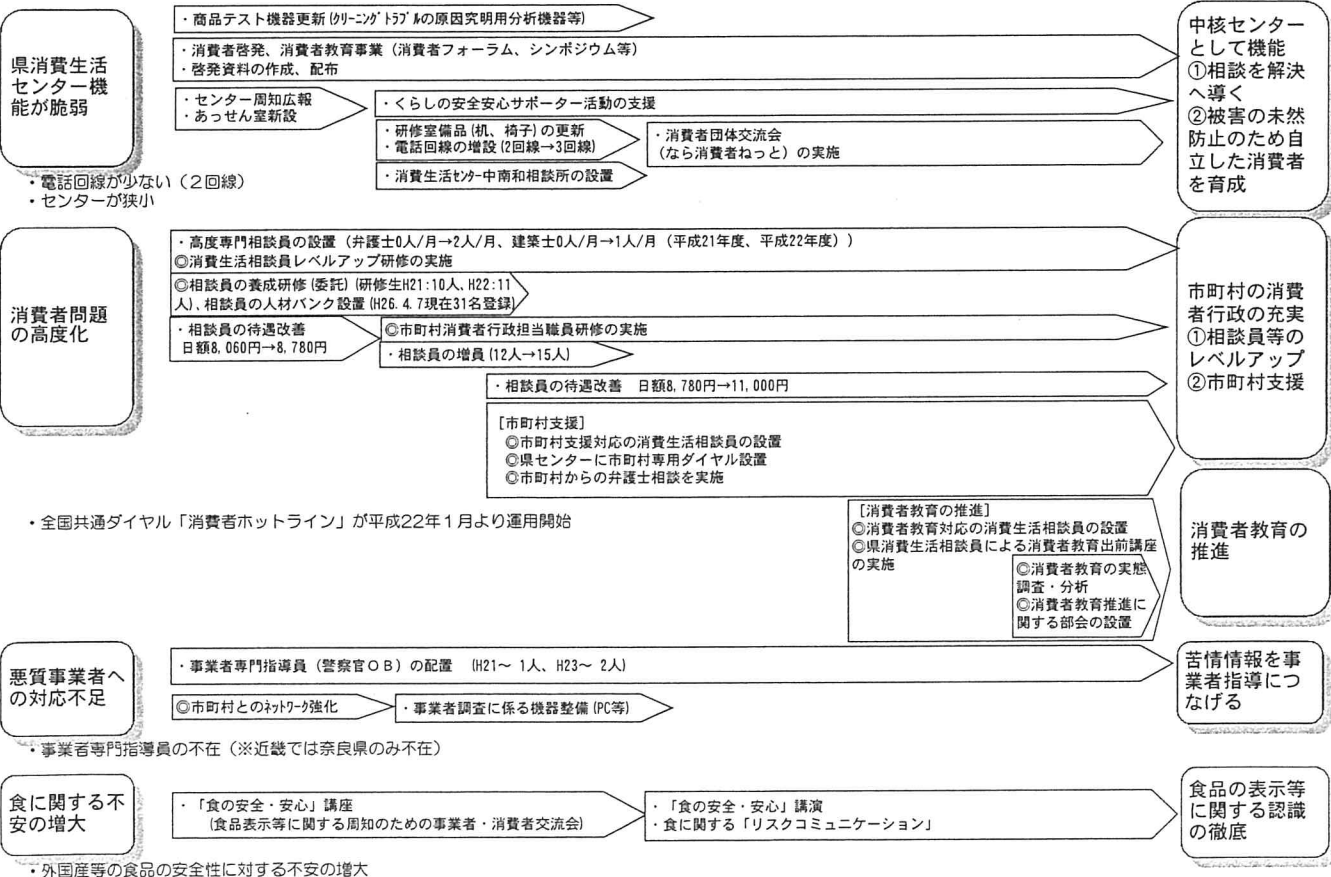 県消費生活
センター機
能が脆弱
・電話回線が少ない（２回線）
・センターが狭小
・商品テスト機器更新(ｸﾘｰﾆﾝｸﾞﾄﾗﾌﾞﾙの原因究明用分析機器等)
・消費者啓発、消費者教育事業（消費者フォーラム、シンポジウム等）
・啓発資料の作成、配布
・センター周知広報
・あっせん室新設
・くらしの安全安心サポーター活動の支援
・研修室備品(机、椅子)の更新
・電話回線の増設(2回線→3回線)
・消費者団体交流会
(なら消費者ねっと）の実施
・消費生活ｾﾝﾀｰ中南和相談所の設置
中核センター
として機能
①相談を解決
へ導く
②被害の未然
防止のため自
立した消費者
を育成
消費者問題
の高度化
・高度専門相談員の設置（弁護士0人/月→2人/月、建築士0人/月→1人/月（平成21年度、平成22年度））
◎消費生活相談員レベルアップ研修の実施
◎相談員の養成研修(委託)(研修生H21:10人、H22:11
人)、相談員の人材バンク設置(H26.4.7現在31名登録)
・相談員の待遇改善
日額8,060円→8,780円
◎市町村消費者行政担当職員研修の実施
・相談員の増員(12人→15人)
・相談員の待遇改善　日額8,780円→11,000円
[市町村支援]
◎市町村支援対応の消費生活相談員の設置
◎県センターに市町村専用ダイヤル設置
◎市町村からの弁護士相談を実施
市町村の消費
者行政の充実
①相談員等の
レベルアップ
②市町村支援
・全国共通ダイヤル「消費者ホットライン」が平成22年１月より運用開始
[消費者教育の推進]
◎消費者教育対応の消費生活相談員の設置
◎県消費生活相談員による消費者教育出前講座
の実施
◎消費者教育の実態
調査・分析
◎消費者教育推進に
関する部会の設置
消費者教育の
推進
悪質事業者へ
の対応不足
・事業者専門指導員（警察官ＯＢ）の配置　(H21～ 1人、H23～ 2人)
◎市町村とのﾈｯﾄﾜｰｸ強化
・事業者調査に係る機器整備(PC等)
・事業者専門指導員の不在（※近畿では奈良県のみ不在）
苦情情報を事
業者指導につ
なげる
食に関する不
安の増大
・「食の安全・安心」講座
(食品表示等に関する周知のための事業者・消費者交流会)
・「食の安全・安心」講演
・食に関する「リスクコミュニケーション」
食品の表示等
に関する認識
の徹底
・外国産等の食品の安全性に対する不安の増大